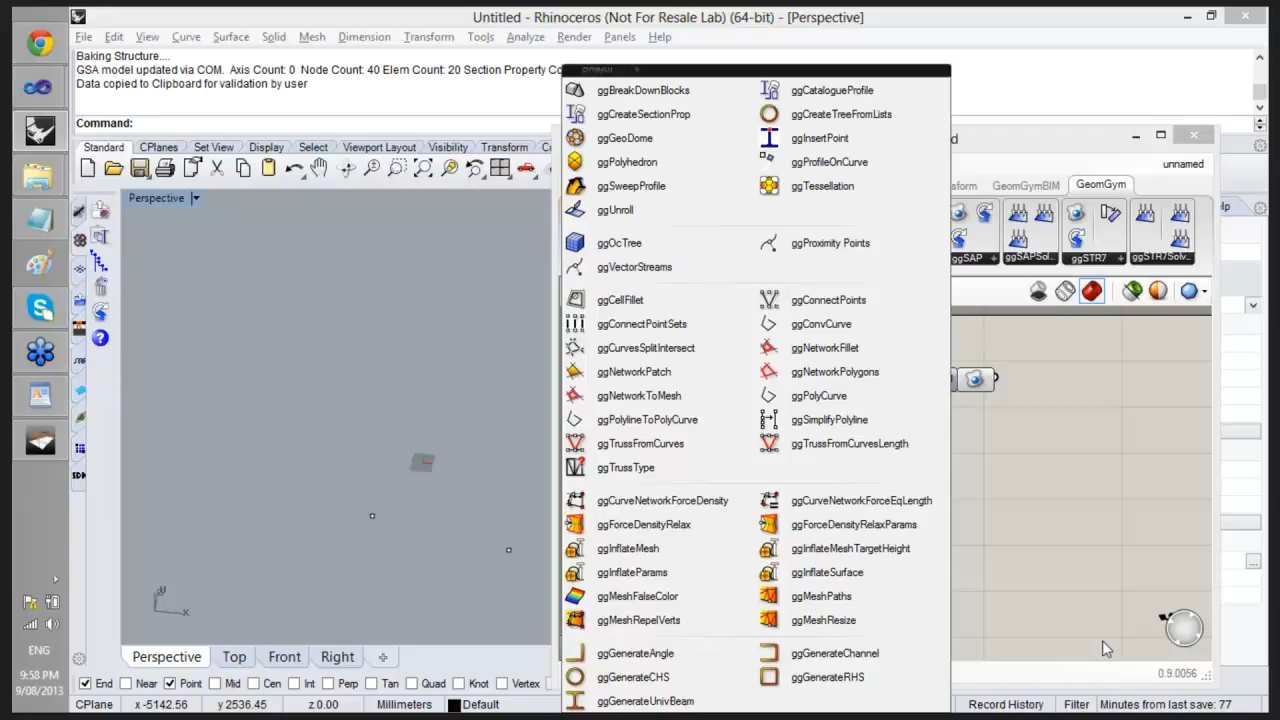 Untitled - Rhinoceros (Not For Resale Lab) (64-bit) - [Perspective]
File Edit View Curve Surface Solid Mesh Dimension Transform Tools Analyze Render Panels Help
Baking Structure....
GSA model updated via COM. Axis Count: 0 Node Count: 40 Elem Count: 20 Section Property Co
Data copied to Clipboard for validation by user
Command:
Standard CPlanes Set View Display Select Viewport Layout Visibility Transform
Perspective
ggBreakDownBlocks ggCatalogueProfile
ggCreateSectionProp ggCreateTreeFromLists
ggGeoDome ggInsertPoint
ggPolyhedron ggProfileOnCurve
ggSweepProfile ggTessellation
ggUnroll
ggOcTree ggProximity Points
ggVectorStreams
ggCellFillet ggConnectPoints
ggConnectPointSets ggConvCurve
ggCurvesSplitIntersect ggNetworkFillet
ggNetworkPatch ggNetworkPolygons
ggNetworkToMesh ggPolyCurve
ggPolylineToPolyCurve ggSimplifyPolyline
ggTrussFromCurves ggTrussFromCurvesLength
ggTrussType
ggCurveNetworkForceDensity ggCurveNetworkForceEqLength
ggForceDensityRelax ggForceDensityRelaxParams
ggInflateMesh ggInflateMeshTargetHeight
ggInflateParams ggInflateSurface
ggMeshFalseColor ggMeshPaths
ggMeshRepelVerts ggMeshResize
ggGenerateAngle ggGenerateChannel
ggGenerateCHS ggGenerateRHS
ggGenerateUnivBeam
unnamed
sform GeomGymBIM GeomGym
ggSAP ggSAPSol... ggSTR7 ggSTR7Solv...
0.9.0056
y
x
Perspective Top Front Right
End Near Point Mid Cen Int Perp Tan Quad Knot Vertex
CPlane x -5142.56 y 2536.45 z 0.00 Millimeters Default Record History Filter Minutes from last save: 77
ENG
9:58 PM
9/08/2013